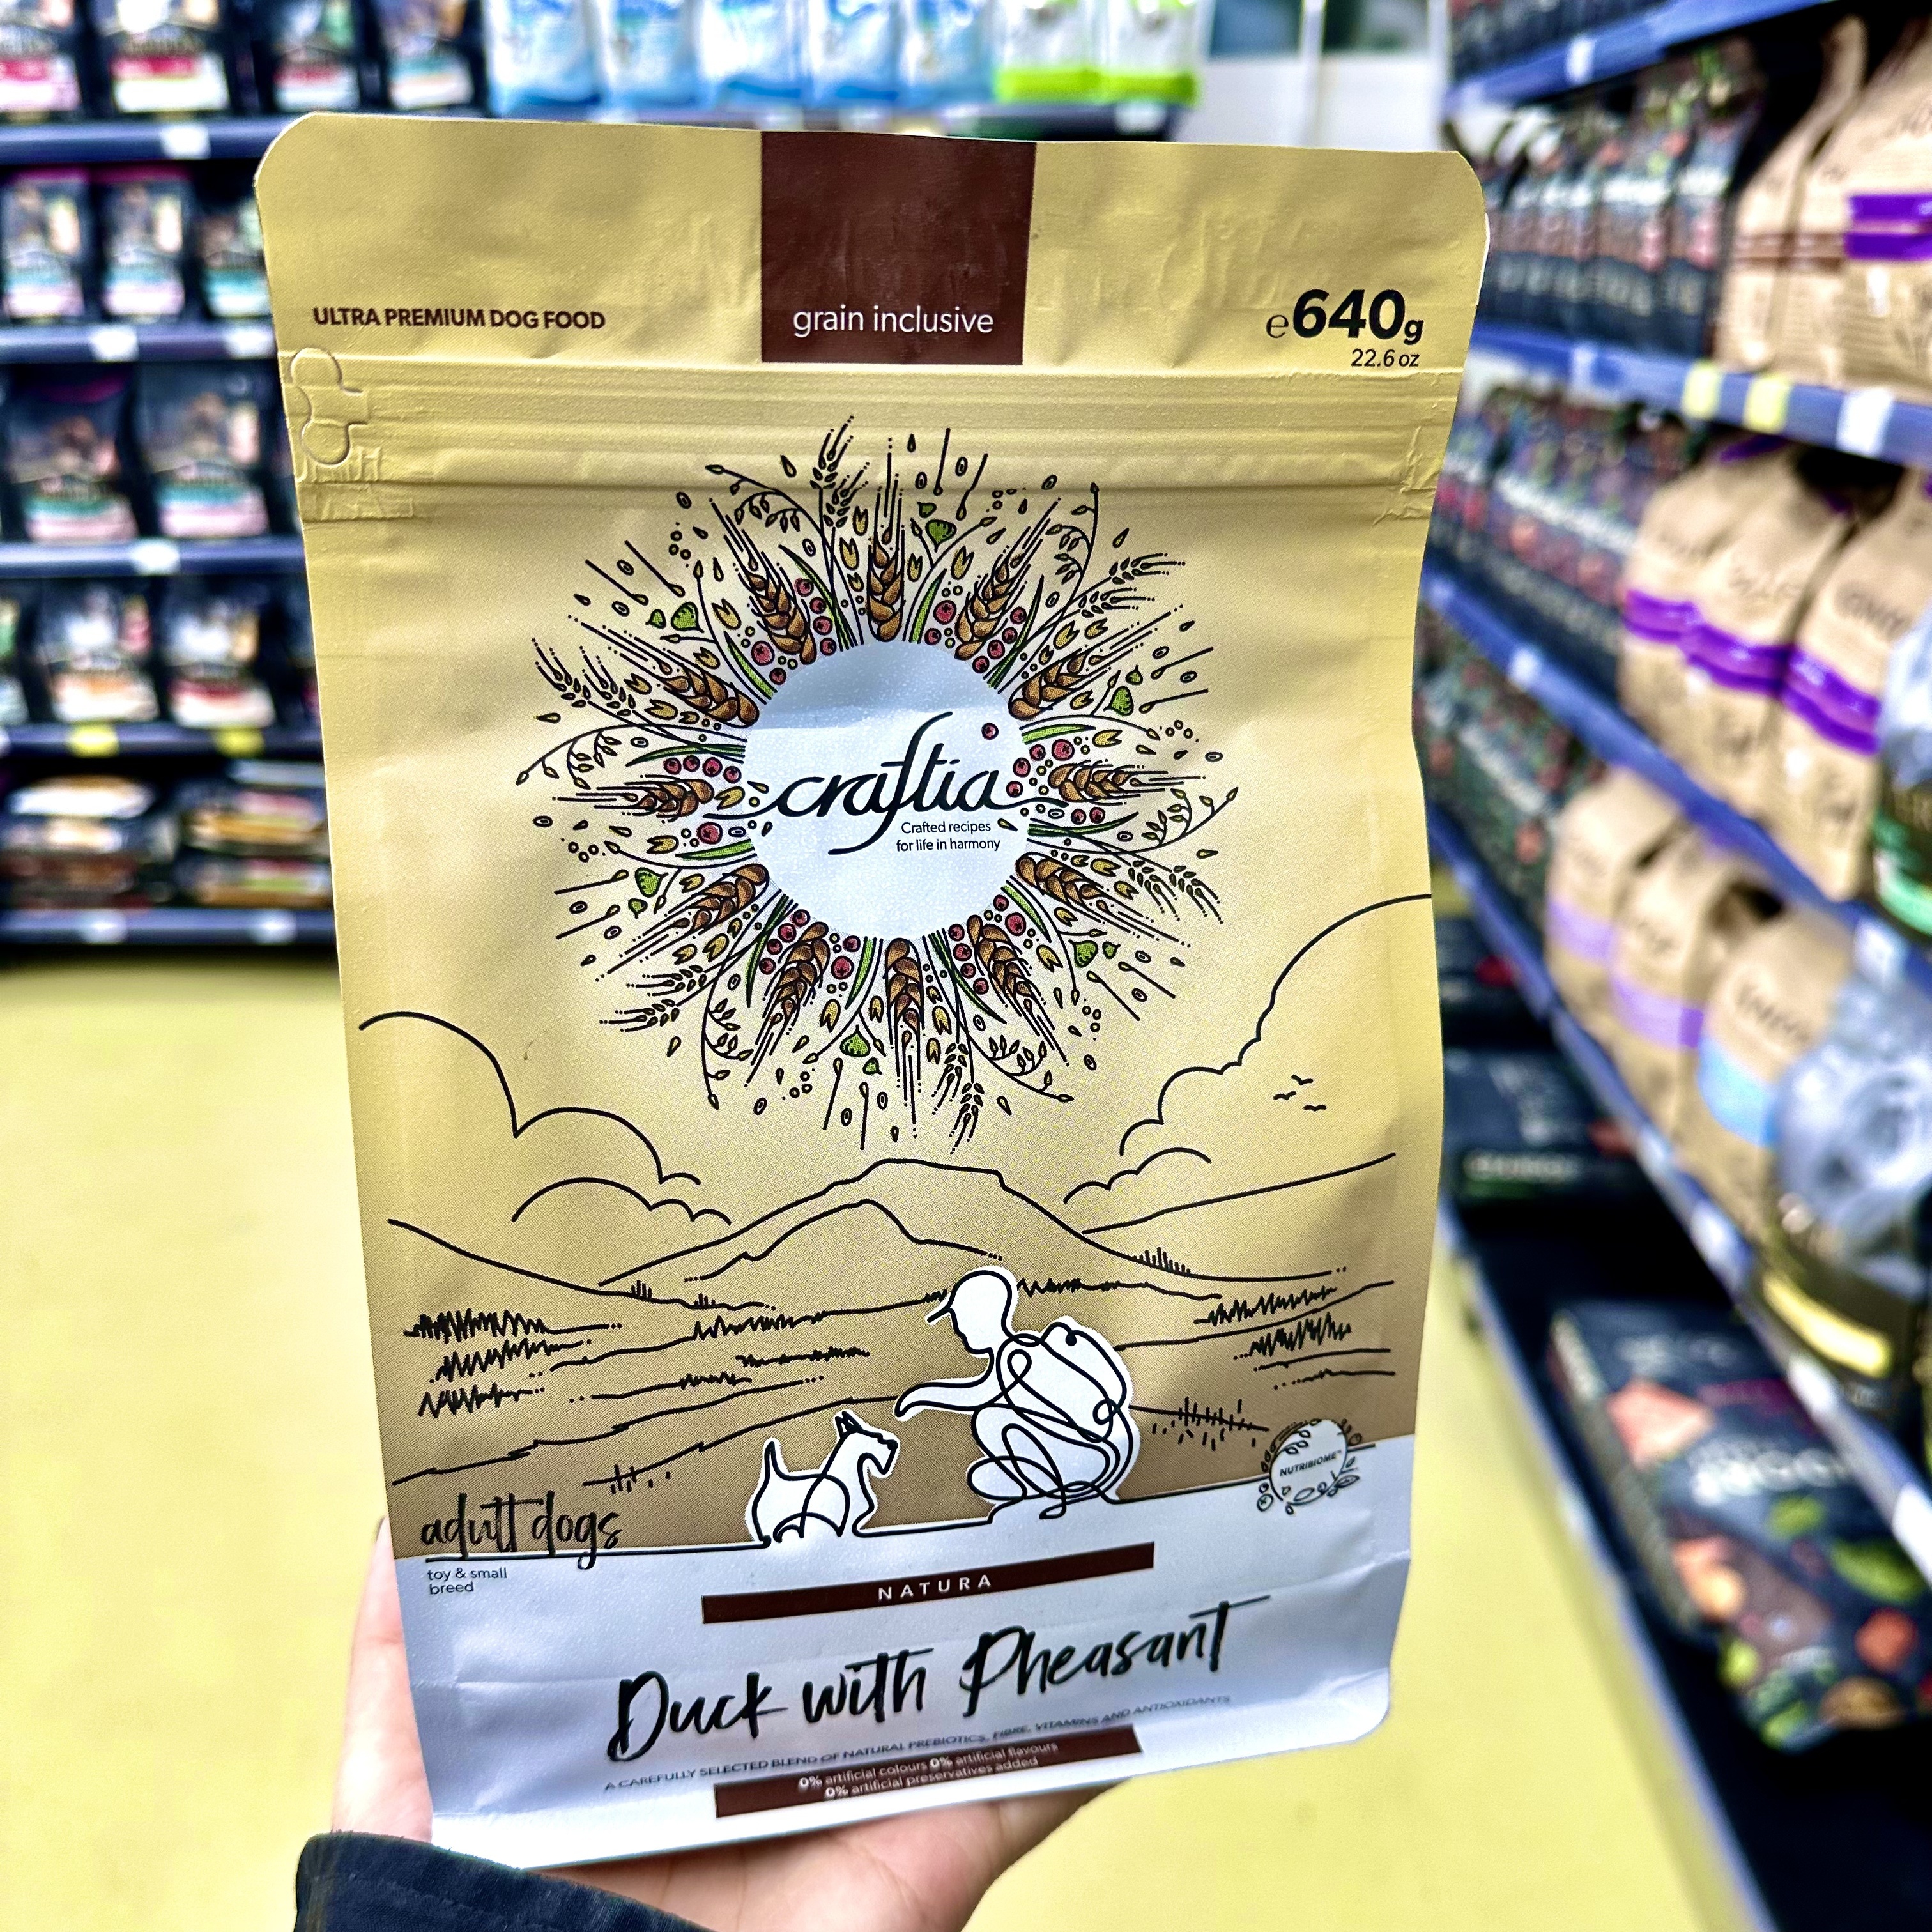 ULTRA PREMIUM DOG FOOD
grain inclusive
e640g
22.6 oz
craftia
Crafted recipes
for life in harmony
NUTRIBIOME™
adult dogs
toy & small
breed
NATURA
Duck with Pheasant
A CAREFULLY SELECTED BLEND OF NATURAL PREBIOTICS, FIBRE, VITAMINS AND ANTIOXIDANTS
0% artificial colours 0% artificial flavours
0% artificial preservatives added